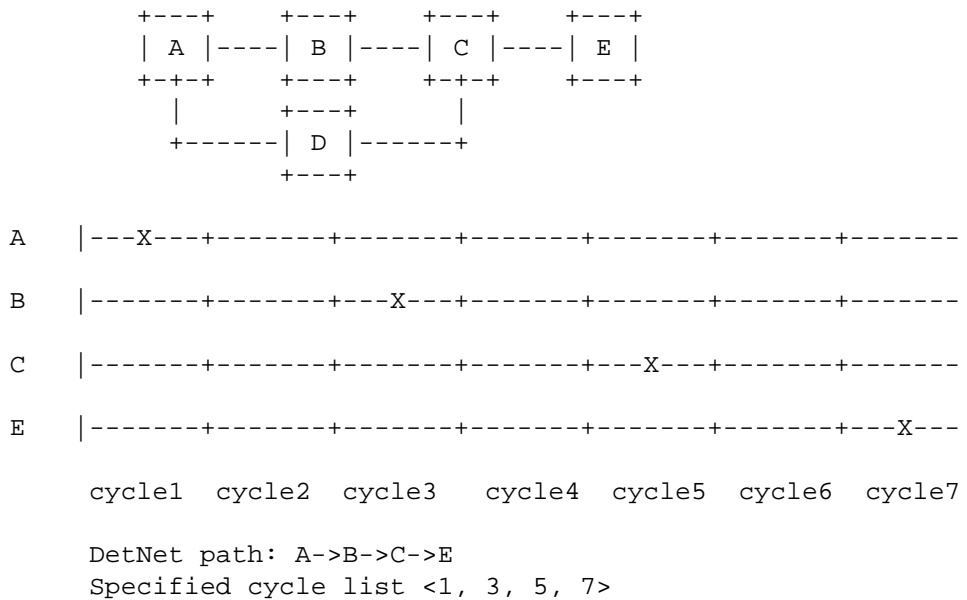 A B C E
D
A
B
C
E
cycle1 cycle2 cycle3 cycle4 cycle5 cycle6 cycle7
DetNet path: A->B->C->E
Specified cycle list <1, 3, 5, 7>